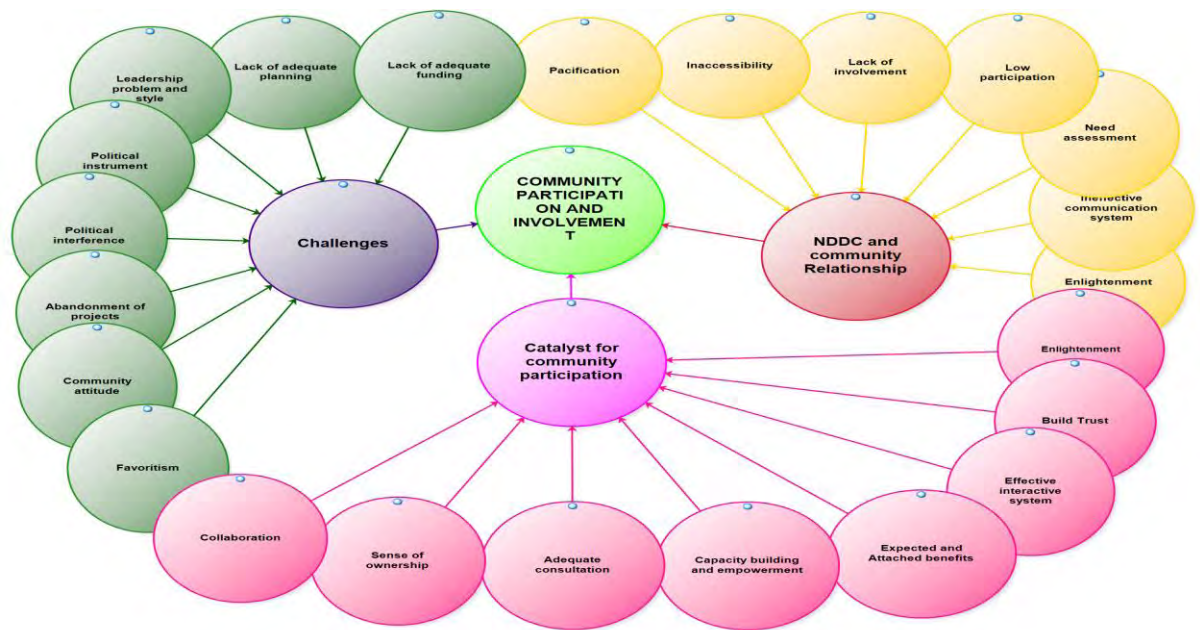 Leadership
problem and
style
Lack of adequate
planning
Lack of adequate
funding
Pacification
Inaccessibility
Lack of
involvement
Low
participation
Need
assessment
Ineffective
communication
system
Enlightenment
Political
instrument
Political
interference
Abandonment of
projects
Community
attitude
Favoritism
Challenges
COMMUNITY
PARTICIPATI
ON AND
INVOLVEMEN
T
NDDC and
community
Relationship
Catalyst for
community
participation
Enlightenment
Build Trust
Effective
interactive
system
Expected and
Attached benefits
Capacity building
and empowerment
Adequate
consultation
Sense of
ownership
Collaboration